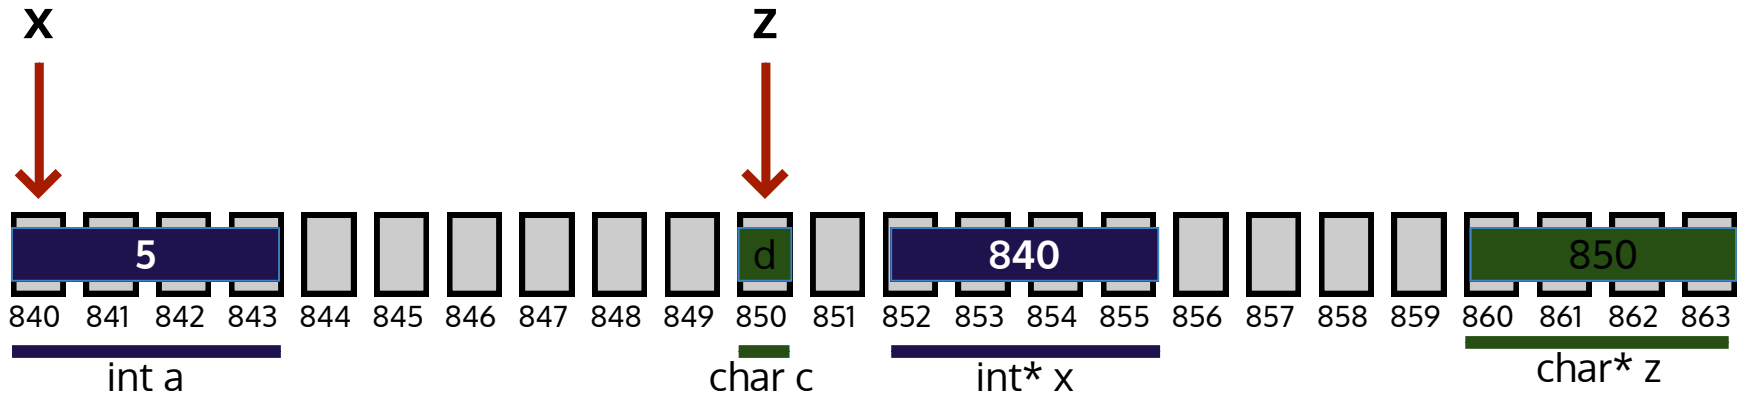 X Z
5 d 840 850
840 841 842 843 844 845 846 847 848 849 850 851 852 853 854 855 856 857 858 859 860 861 862 863
int a char c int* x char* z